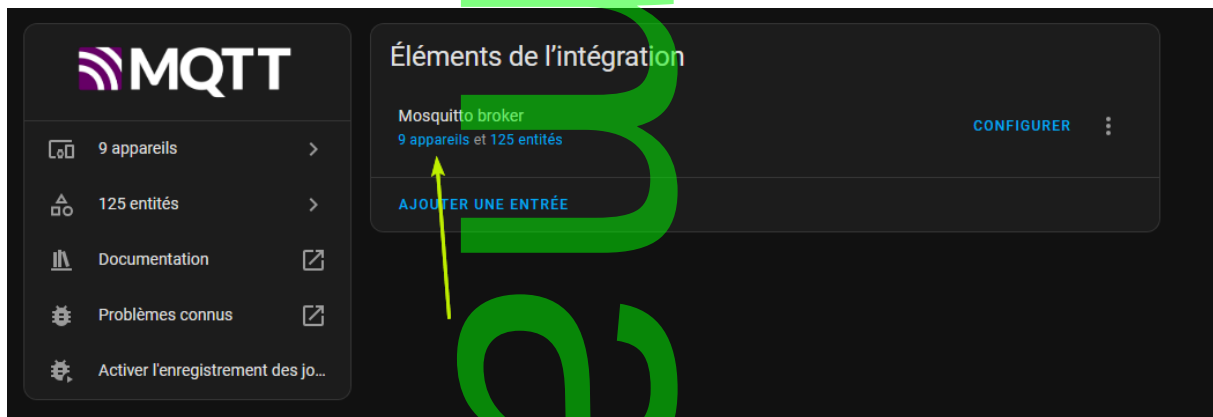 MQTT
9 appareils
125 entités
Documentation
Problèmes connus
Activer l'enregistrement des jo...
Éléments de l’intégration
Mosquitto broker
9 appareils et 125 entités
CONFIGURER
AJOUTER UNE ENTRÉE